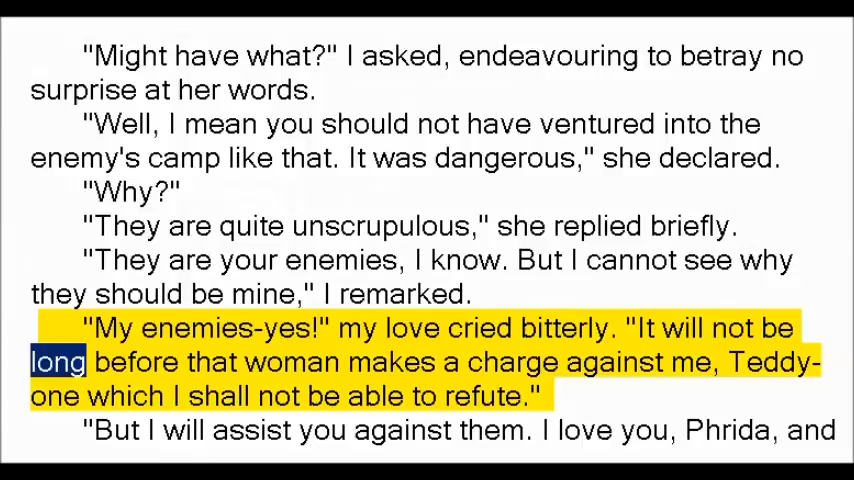 "Might have what?" I asked, endeavouring to betray no
surprise at her words.
"Well, I mean you should not have ventured into the
enemy's camp like that. It was dangerous," she declared.
"Why?"
"They are quite unscrupulous," she replied briefly.
"They are your enemies, I know. But I cannot see why
they should be mine," I remarked.
"My enemies-yes!" my love cried bitterly. "It will not be
long before that woman makes a charge against me, Teddy-
one which I shall not be able to refute."
"But I will assist you against them. I love you, Phrida, and